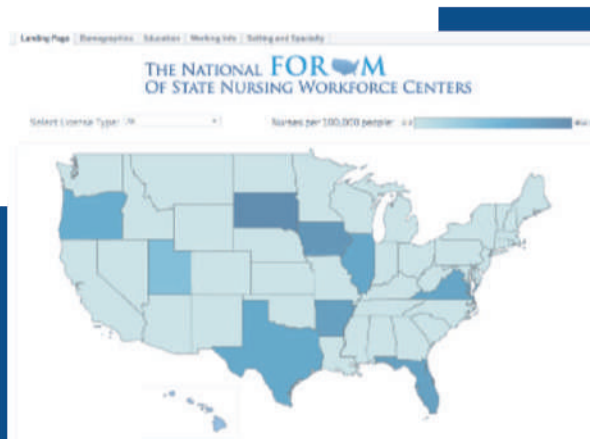 Landing Page Demographics Education Working Info Setting and Specialty
THE NATIONAL FORUM
OF STATE NURSING WORKFORCE CENTERS
Select License Type: All
Nurses per 100,000 people: